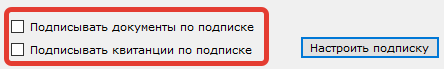 Подписывать документы по подписке
Подписывать квитанции по подписке
Настроить подписку